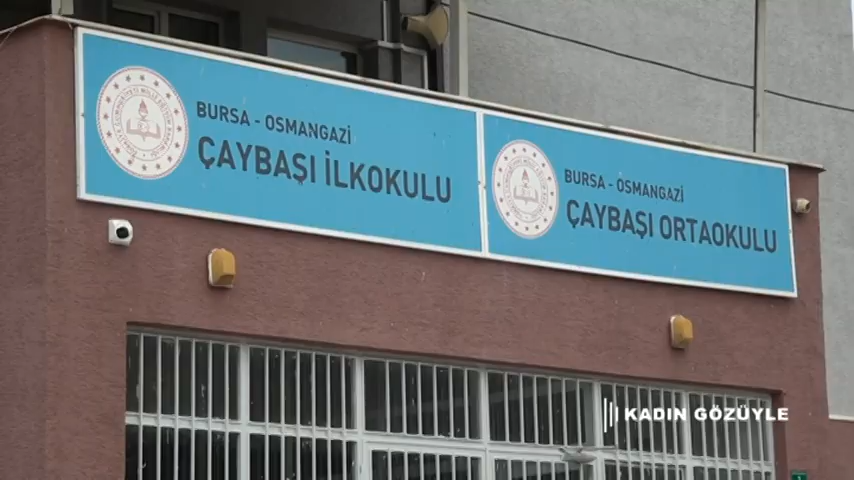 BURSA - OSMANGAZİ
ÇAYBAŞI İLKOKULU
BURSA - OSMANGAZİ
ÇAYBAŞI ORTAOKULU
KADIN GÖZÜYLE